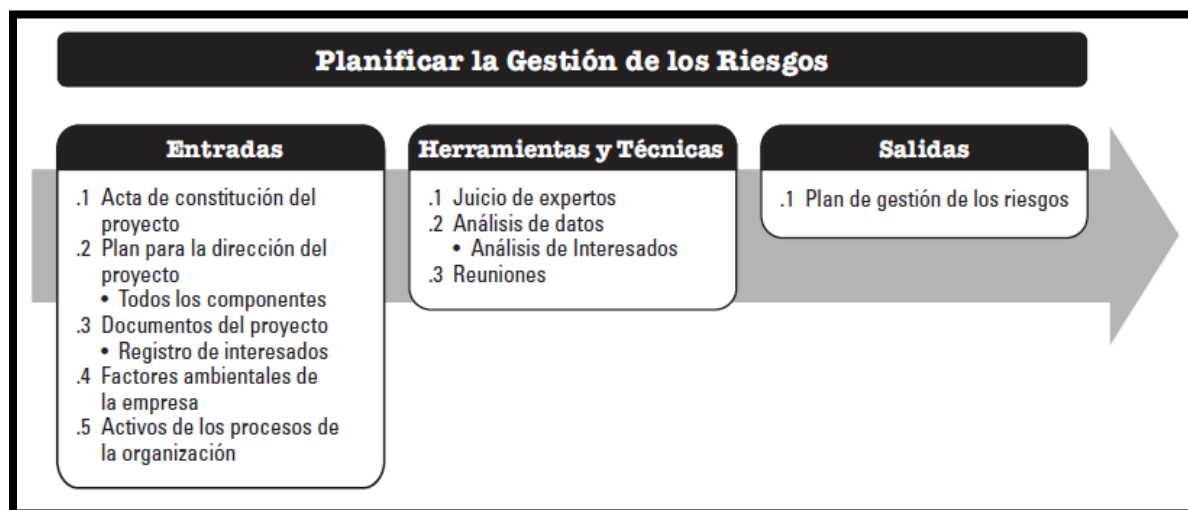 Planificar la Gestión de los Riesgos
Entradas
.1 Acta de constitución del
proyecto
.2 Plan para la dirección del
proyecto
• Todos los componentes
.3 Documentos del proyecto
• Registro de interesados
.4 Factores ambientales de
la empresa
.5 Activos de los procesos de
la organización
Herramientas y Técnicas
.1 Juicio de expertos
.2 Análisis de datos
• Análisis de Interesados
.3 Reuniones
Salidas
.1 Plan de gestión de los riesgos